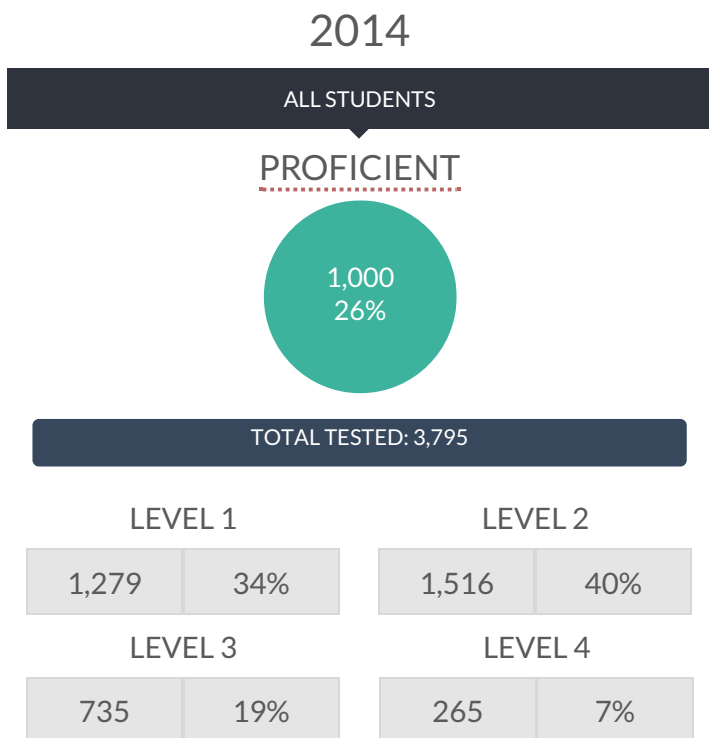 2014
ALL STUDENTS
PROFICIENT
1,000
26%
TOTAL TESTED: 3,795
LEVEL 1 LEVEL 2
1,279 34% 1,516 40%
LEVEL 3 LEVEL 4
735 19% 265 7%